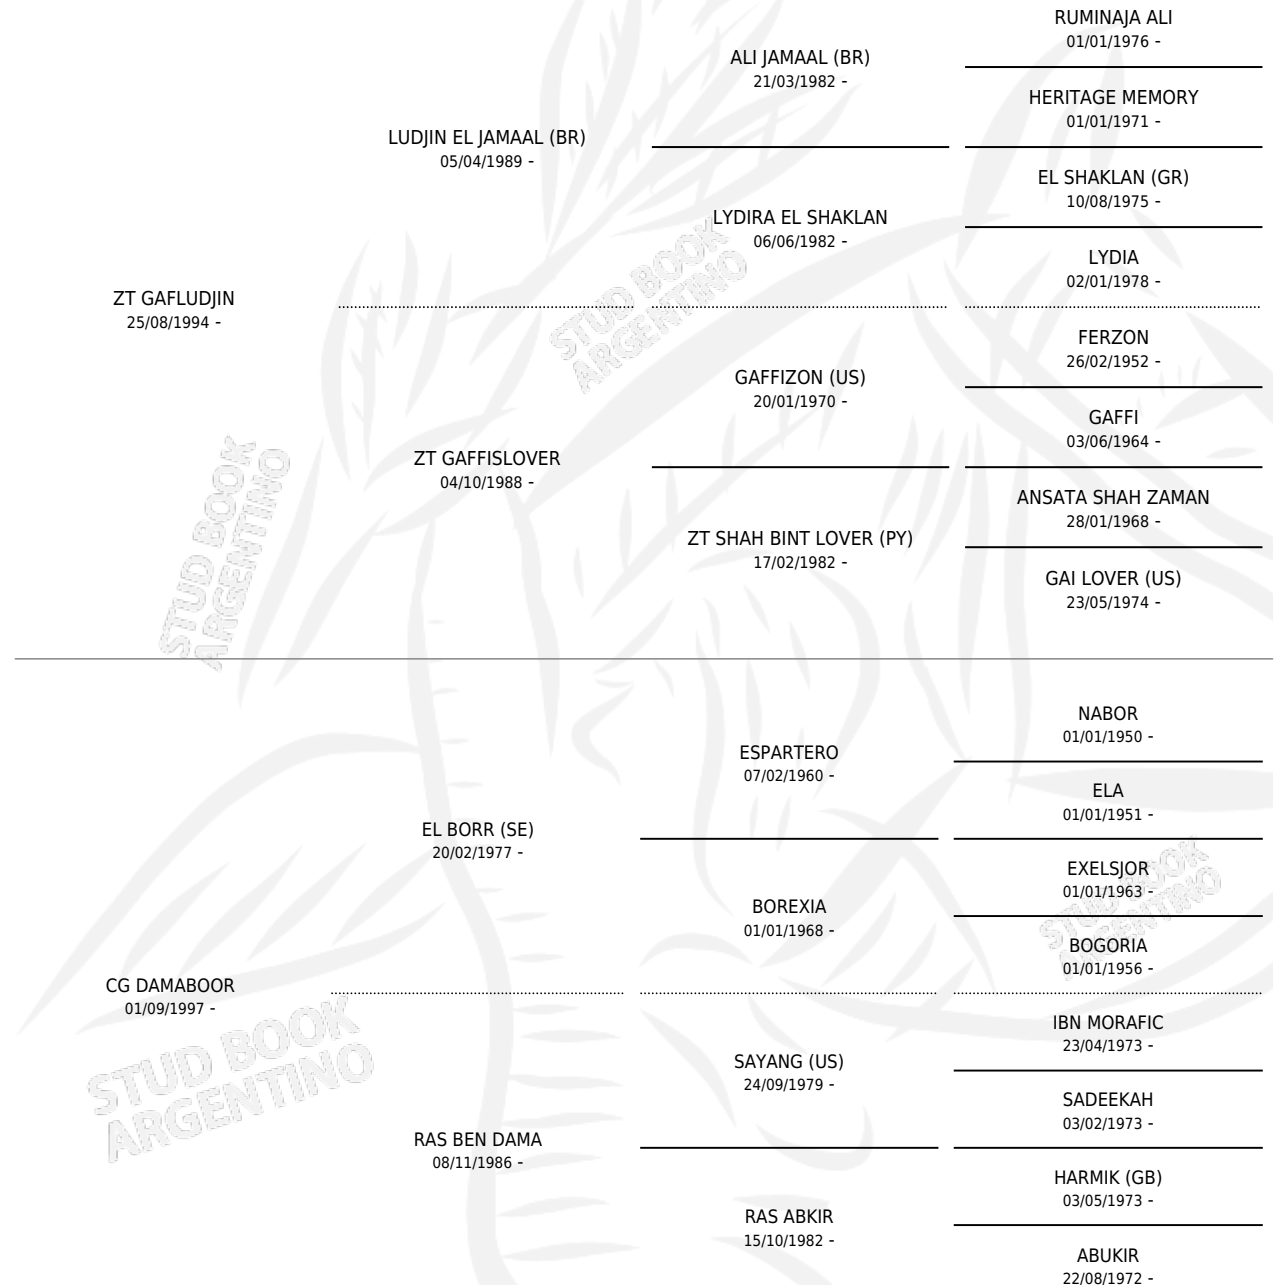 RUMINAJA ALI
01/01/1976 -
ALI JAMAAL (BR)
21/03/1982 -
HERITAGE MEMORY
01/01/1971 -
LUDJIN EL JAMAAL (BR)
05/04/1989 -
EL SHAKLAN (GR)
10/08/1975 -
LYDIRA EL SHAKLAN
06/06/1982 -
LYDIA
02/01/1978 -
ZT GAFLUDJIN
25/08/1994 -
FERZON
26/02/1952 -
GAFFIZON (US)
20/01/1970 -
GAFFI
03/06/1964 -
ZT GAFFISLOVER
04/10/1988 -
ANSATA SHAH ZAMAN
28/01/1968 -
ZT SHAH BINT LOVER (PY)
17/02/1982 -
GAI LOVER (US)
23/05/1974 -
NABOR
01/01/1950 -
ESPARTERO
07/02/1960 -
ELA
01/01/1951 -
EL BORR (SE)
20/02/1977 -
EXELSJOR
01/01/1963 -
BOREXIA
01/01/1968 -
BOGORIA
01/01/1956 -
CG DAMABOOR
01/09/1997 -
IBN MORAFIC
23/04/1973 -
SAYANG (US)
24/09/1979 -
SADEEKAH
03/02/1973 -
RAS BEN DAMA
08/11/1986 -
HARMIK (GB)
03/05/1973 -
RAS ABKIR
15/10/1982 -
ABUKIR
22/08/1972 -
STUD BOOK
ARGENTINO
STUD BOOK
ARGENTINO
STUD BOOK
ARGENTINO
STUD BOOK
ARGENTINO